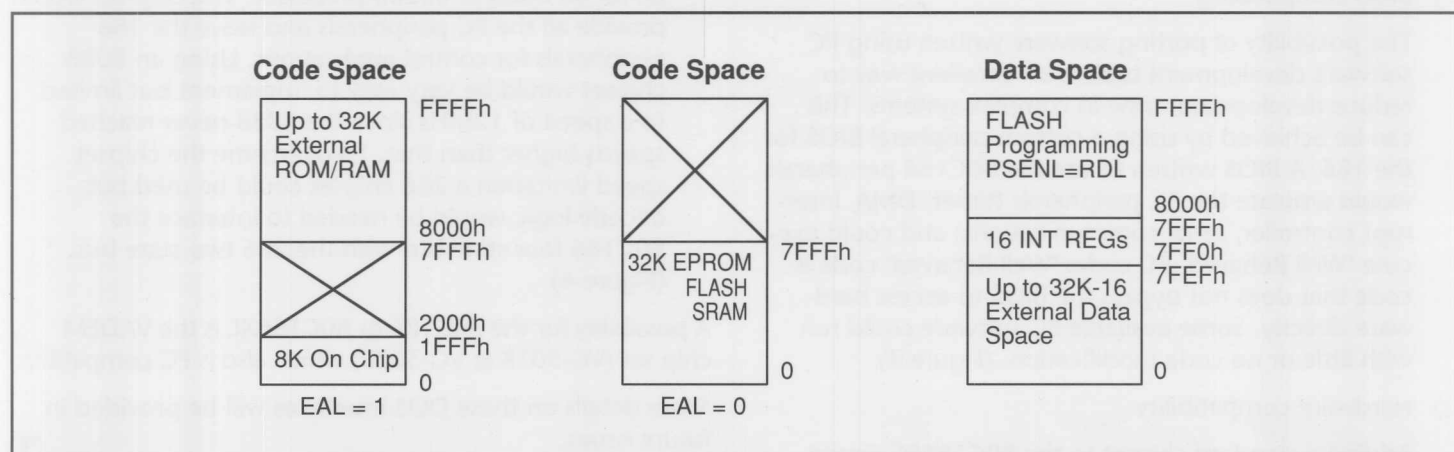 Code Space
FFFFh
Up to 32K
External
ROM/RAM
8000h
7FFFh
2000h
1FFFh
8K On Chip
0
EAL = 1
Code Space
7FFFh
32K EPROM
FLASH
SRAM
0
EAL = 0
Data Space
FFFFh
FLASH
Programming
PSENL=RDL
8000h
7FFFh
16 INT REGs
7FF0h
7FEFh
Up to 32K-16
External Data
Space
0